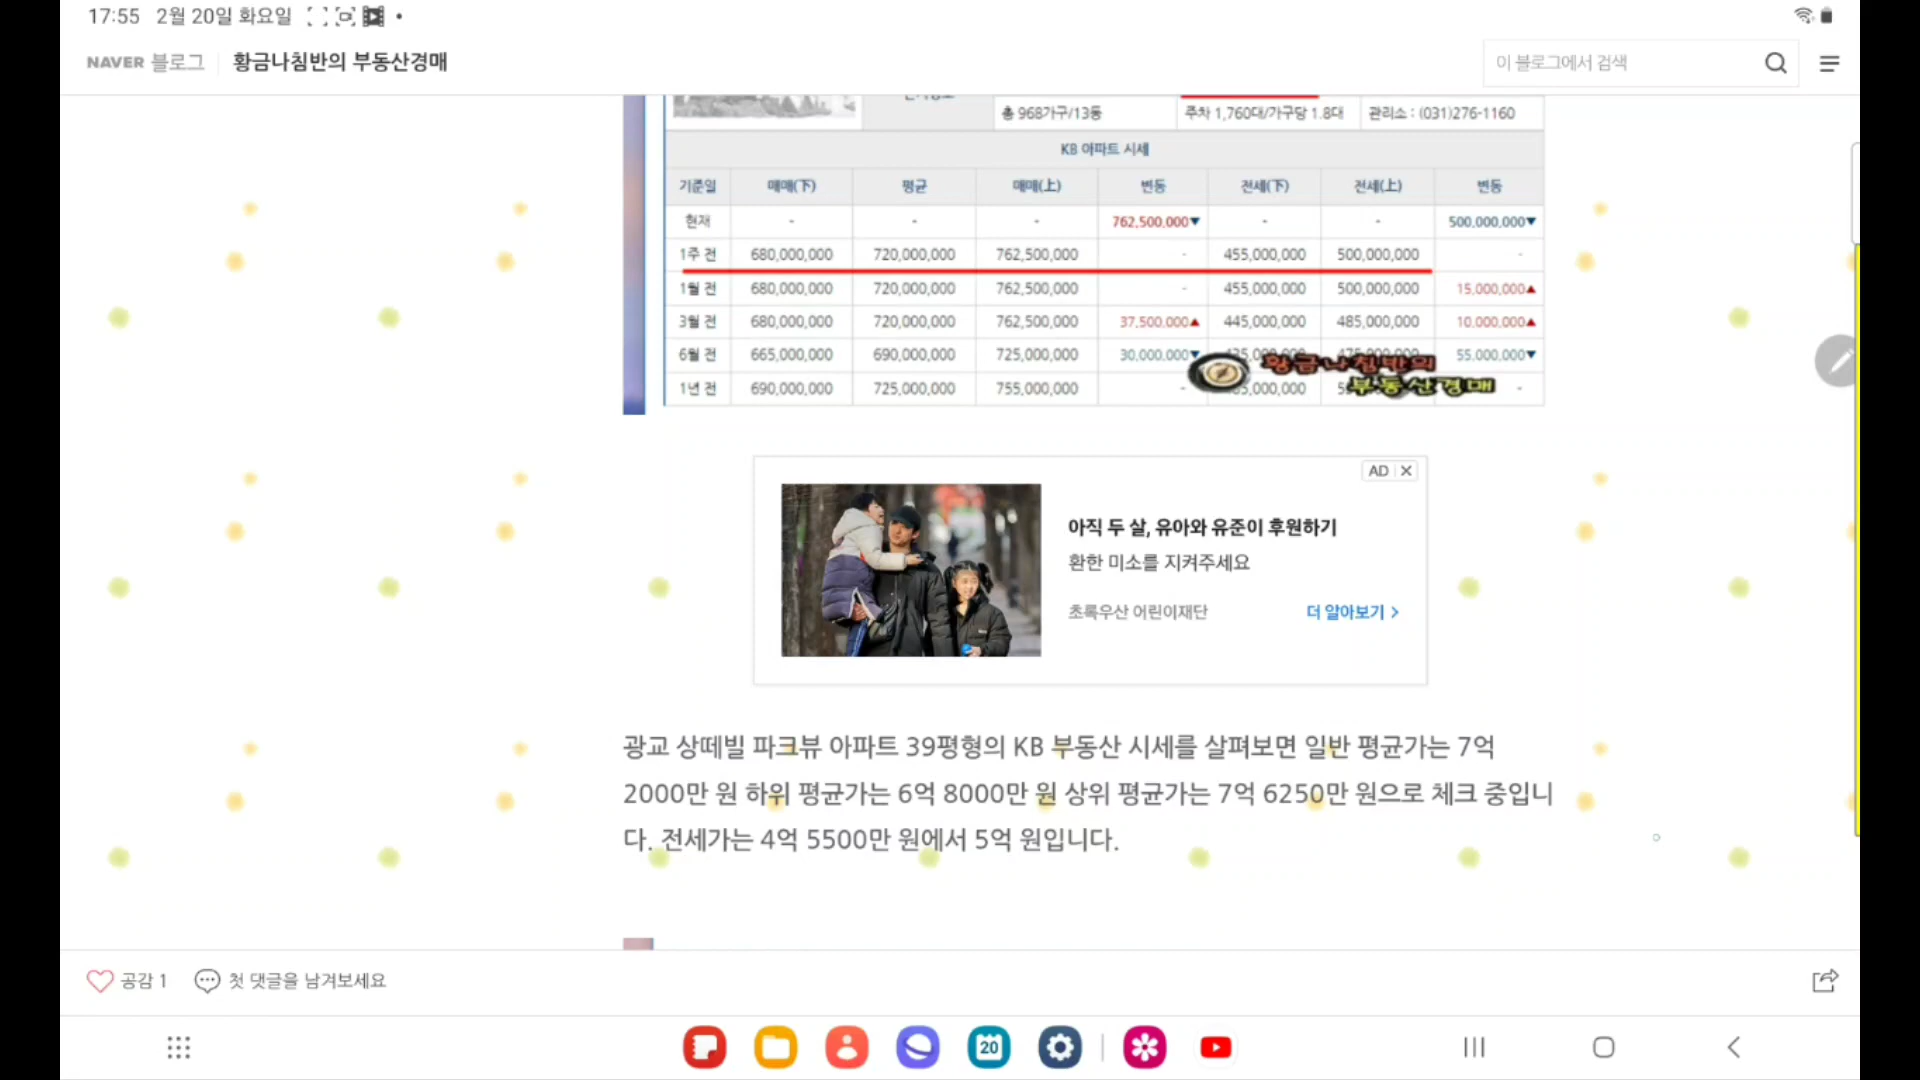 17:55 2월 20일 화요일
NAVER 블로그 황금나침반의 부동산경매
이 블로그에서 검색
총 968가구/13동 주차 1,760대/가구당 1.8대 관리소 : (031)276-1160
KB 아파트 시세
기준일 매매(下) 평균 매매(上) 변동 전세(下) 전세(上) 변동
현재 - - - 762,500,000▼ - - 500,000,000▼
1주 전 680,000,000 720,000,000 762,500,000 - 455,000,000 500,000,000 -
1월 전 680,000,000 720,000,000 762,500,000 - 455,000,000 500,000,000 15,000,000▲
3월 전 680,000,000 720,000,000 762,500,000 37,500,000▲ 445,000,000 485,000,000 10,000,000▲
6월 전 665,000,000 690,000,000 725,000,000 30,000,000▼ 55,000,000▼
1년 전 690,000,000 725,000,000 755,000,000 - -
황금나침반의
부동산경매
AD
아직 두 살, 유아와 유준이 후원하기
환한 미소를 지켜주세요
초록우산 어린이재단 더 알아보기 >
광교 상떼빌 파크뷰 아파트 39평형의 KB 부동산 시세를 살펴보면 일반 평균가는 7억
2000만 원 하위 평균가는 6억 8000만 원 상위 평균가는 7억 6250만 원으로 체크 중입니
다. 전세가는 4억 5500만 원에서 5억 원입니다.
공감 1 첫 댓글을 남겨보세요
20